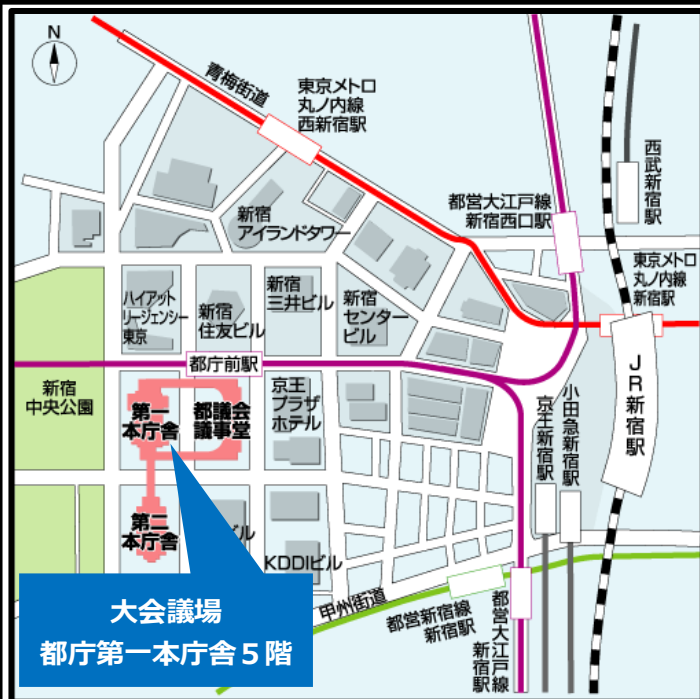 N
青梅街道
東京メトロ
丸ノ内線
西新宿駅
西武新宿駅
都営大江戸線
新宿西口駅
新宿
アイランドタワー
東京メトロ
丸ノ内線
新宿駅
ハイアット
リージェンシー
東京
新宿
住友ビル
新宿
三井ビル
新宿
センター
ビル
都庁前駅
JR新宿駅
新宿
中央公園
第一
本庁舎
都議会
議事堂
京王
プラザ
ホテル
小田急新宿駅
京王新宿駅
第二
本庁舎
ビル
KDDIビル
甲州街道
都営新宿線
新宿駅
都営大江戸線
新宿駅
大会議場
都庁第一本庁舎５階